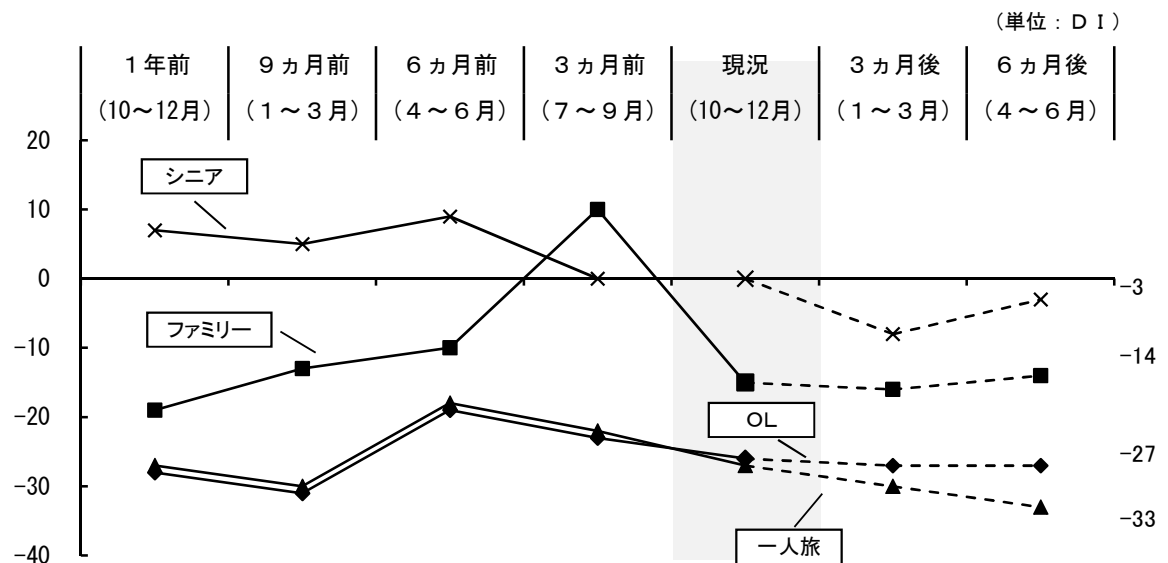 （単位：ＤＩ）
１年前 ９ヵ月前 ６ヵ月前 ３ヵ月前 現況 ３ヵ月後 ６ヵ月後
（10～12月） （１～３月） （４～６月） （７～９月） （10～12月） （１～３月） （４～６月）
20
シニア
10
0
-3
ファミリー
-10
-14
-20
OL
-27
-30
-33
一人旅
-40